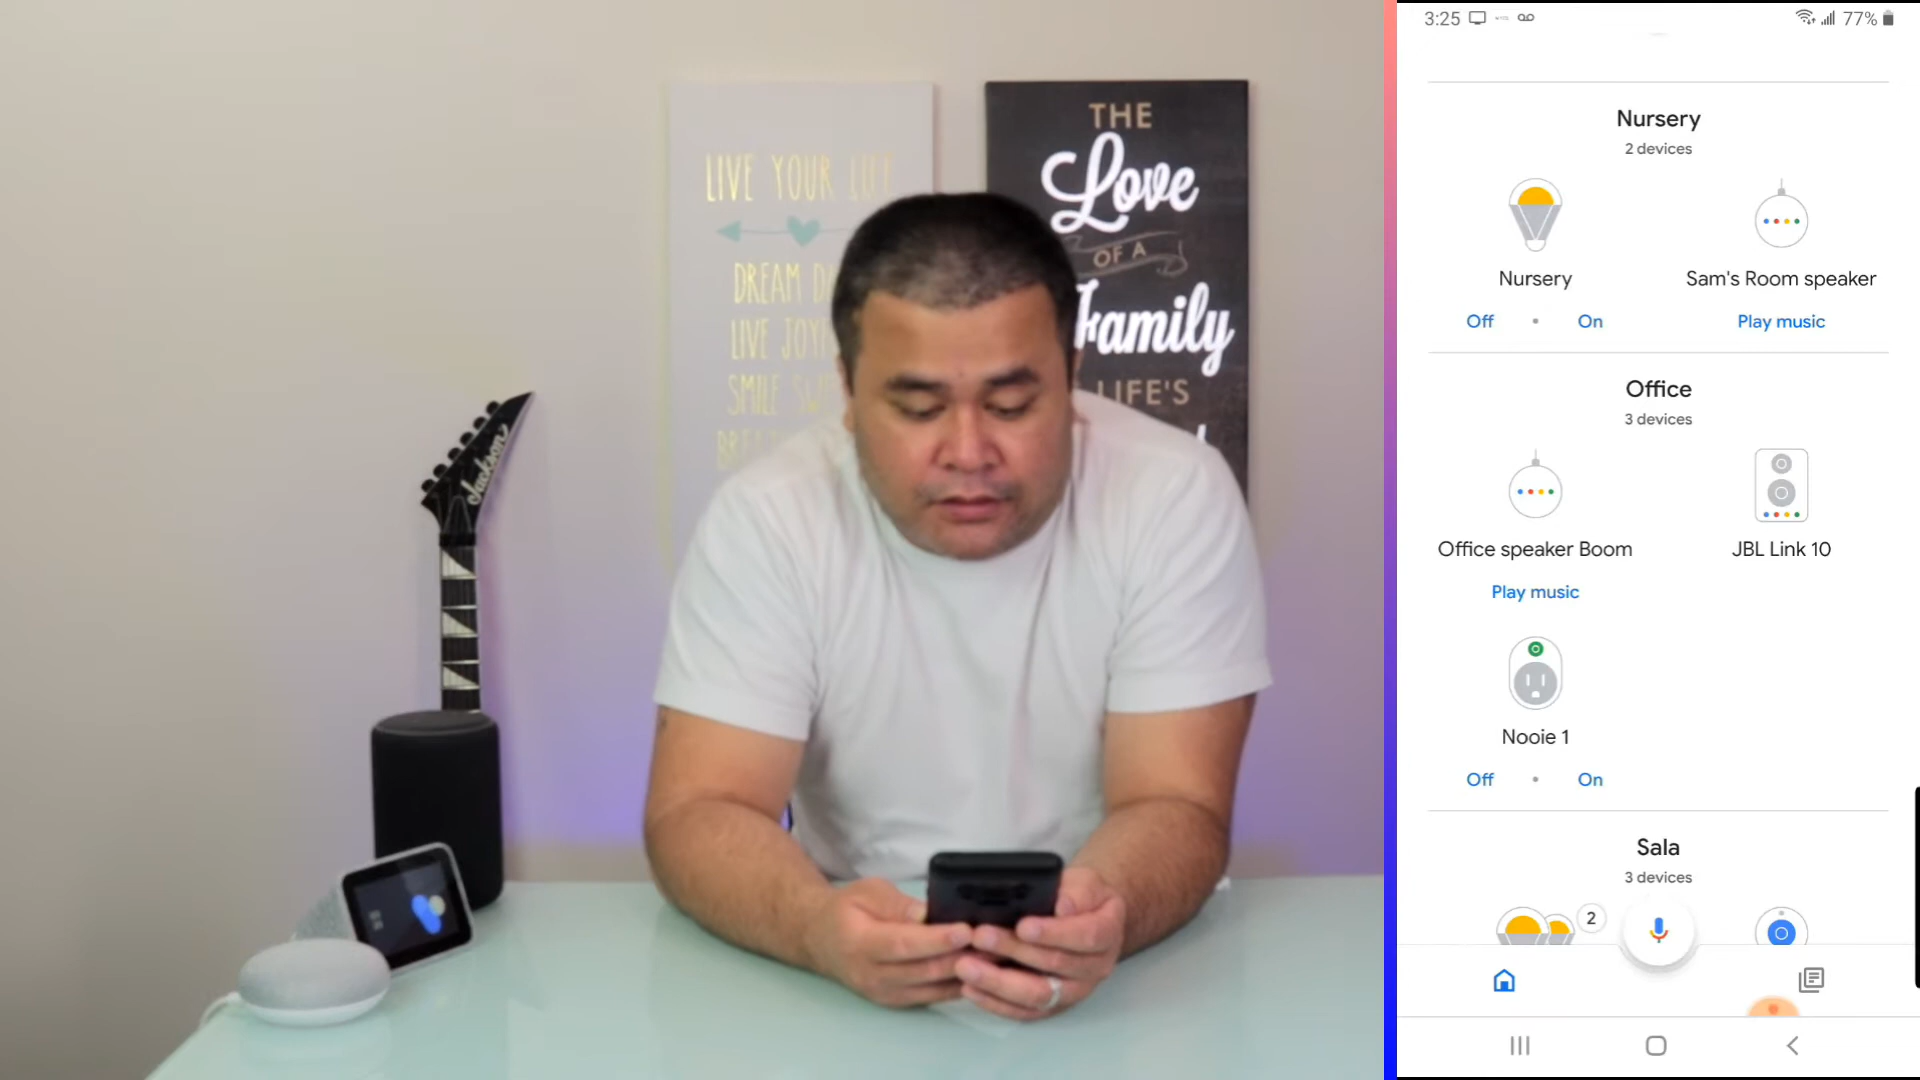 LIVE YOUR LIFE
DREAM
SMILE
THE
Love
OF A
Family
LIFE'S
Jackson
3:25
77%
Nursery
2 devices
Nursery
Sam's Room speaker
Off • On
Play music
Office
3 devices
Office speaker Boom
JBL Link 10
Play music
Nooie 1
Off • On
Sala
3 devices
2